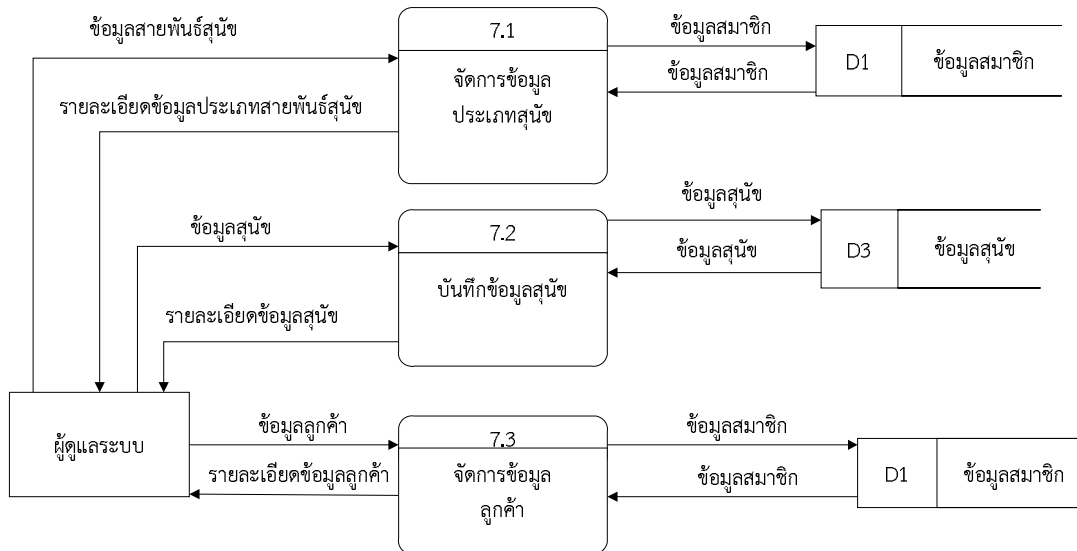 ข้อมูลสายพันธ์สุนัข
7.1
ข้อมูลสมาชิก
จัดการข้อมูล
ประเภทสุนัข
ข้อมูลสมาชิก
D1
ข้อมูลสมาชิก
รายละเอียดข้อมูลประเภทสายพันธ์สุนัข
ข้อมูลสุนัข
7.2
ข้อมูลสุนัข
บันทึกข้อมูลสุนัข
ข้อมูลสุนัข
D3
ข้อมูลสุนัข
รายละเอียดข้อมูลสุนัข
ผู้ดูแลระบบ
ข้อมูลลูกค้า
7.3
ข้อมูลสมาชิก
รายละเอียดข้อมูลลูกค้า
จัดการข้อมูล
ลูกค้า
ข้อมูลสมาชิก
D1
ข้อมูลสมาชิก